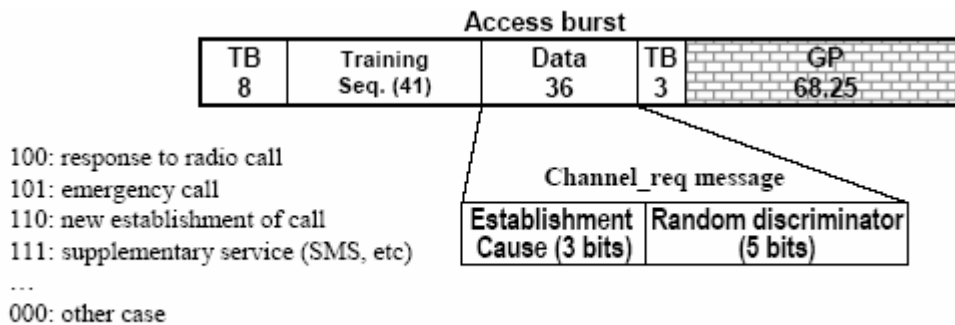 Access burst
TB Training Data TB GP
8 Seq. (41) 36 3 68.25
100: response to radio call
101: emergency call
110: new establishment of call
111: supplementary service (SMS, etc)
…
000: other case
Channel_req message
Establishment Random discriminator
Cause (3 bits) (5 bits)